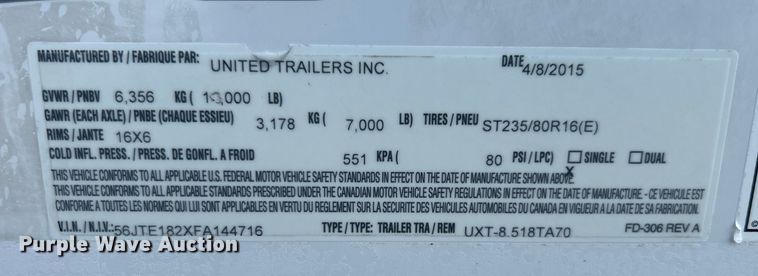 MANUFACTURED BY / FABRIQUE PAR: UNITED TRAILERS INC. DATE 4/8/2015
GVWR / PNBV 6,356 KG ( LB)
GAWR (EACH AXLE) / PNBE (CHAQUE ESSIEU) 3,178 KG ( 7,000 LB) TIRES / PNEU ST235/80R16(E)
RIMS / JANTE 16X6
COLD INFL. PRESS. / PRESS. DE GONFL. A FROID 551 KPA ( 80 PSI / LPC) SINGLE DUAL
THIS VEHICLE CONFORMS TO ALL APPLICABLE U.S. FEDERAL MOTOR VEHICLE SAFETY STANDARDS IN EFFECT ON THE DATE OF MANUFACTURE SHOWN ABOVE. X
THIS VEHICLE CONFORMS TO ALL APPLICABLE STANDARDS PRESCRIBED UNDER THE CANADIAN MOTOR VEHICLE SAFETY REGULATIONS IN EFFECT ON THE DATE OF MANUFACTURE. - CE VEHICULE EST
CONFORME A TOUTES LES NORMES QUI LUI SONT APPLICABLES EN VERTU DU REGLEMENT SUR LA SECURITE DES VEHICULES AUTOMOBILES DU CANADA EN VIGUEUR A LA DATE DE SA FABRICATION.
V.I.N. / N.I.V.: 56JTE182XFA144716 TYPE / TYPE: TRAILER TRA / REM UXT-8.518TA70 FD-306 REV A
Purple Wave Auction